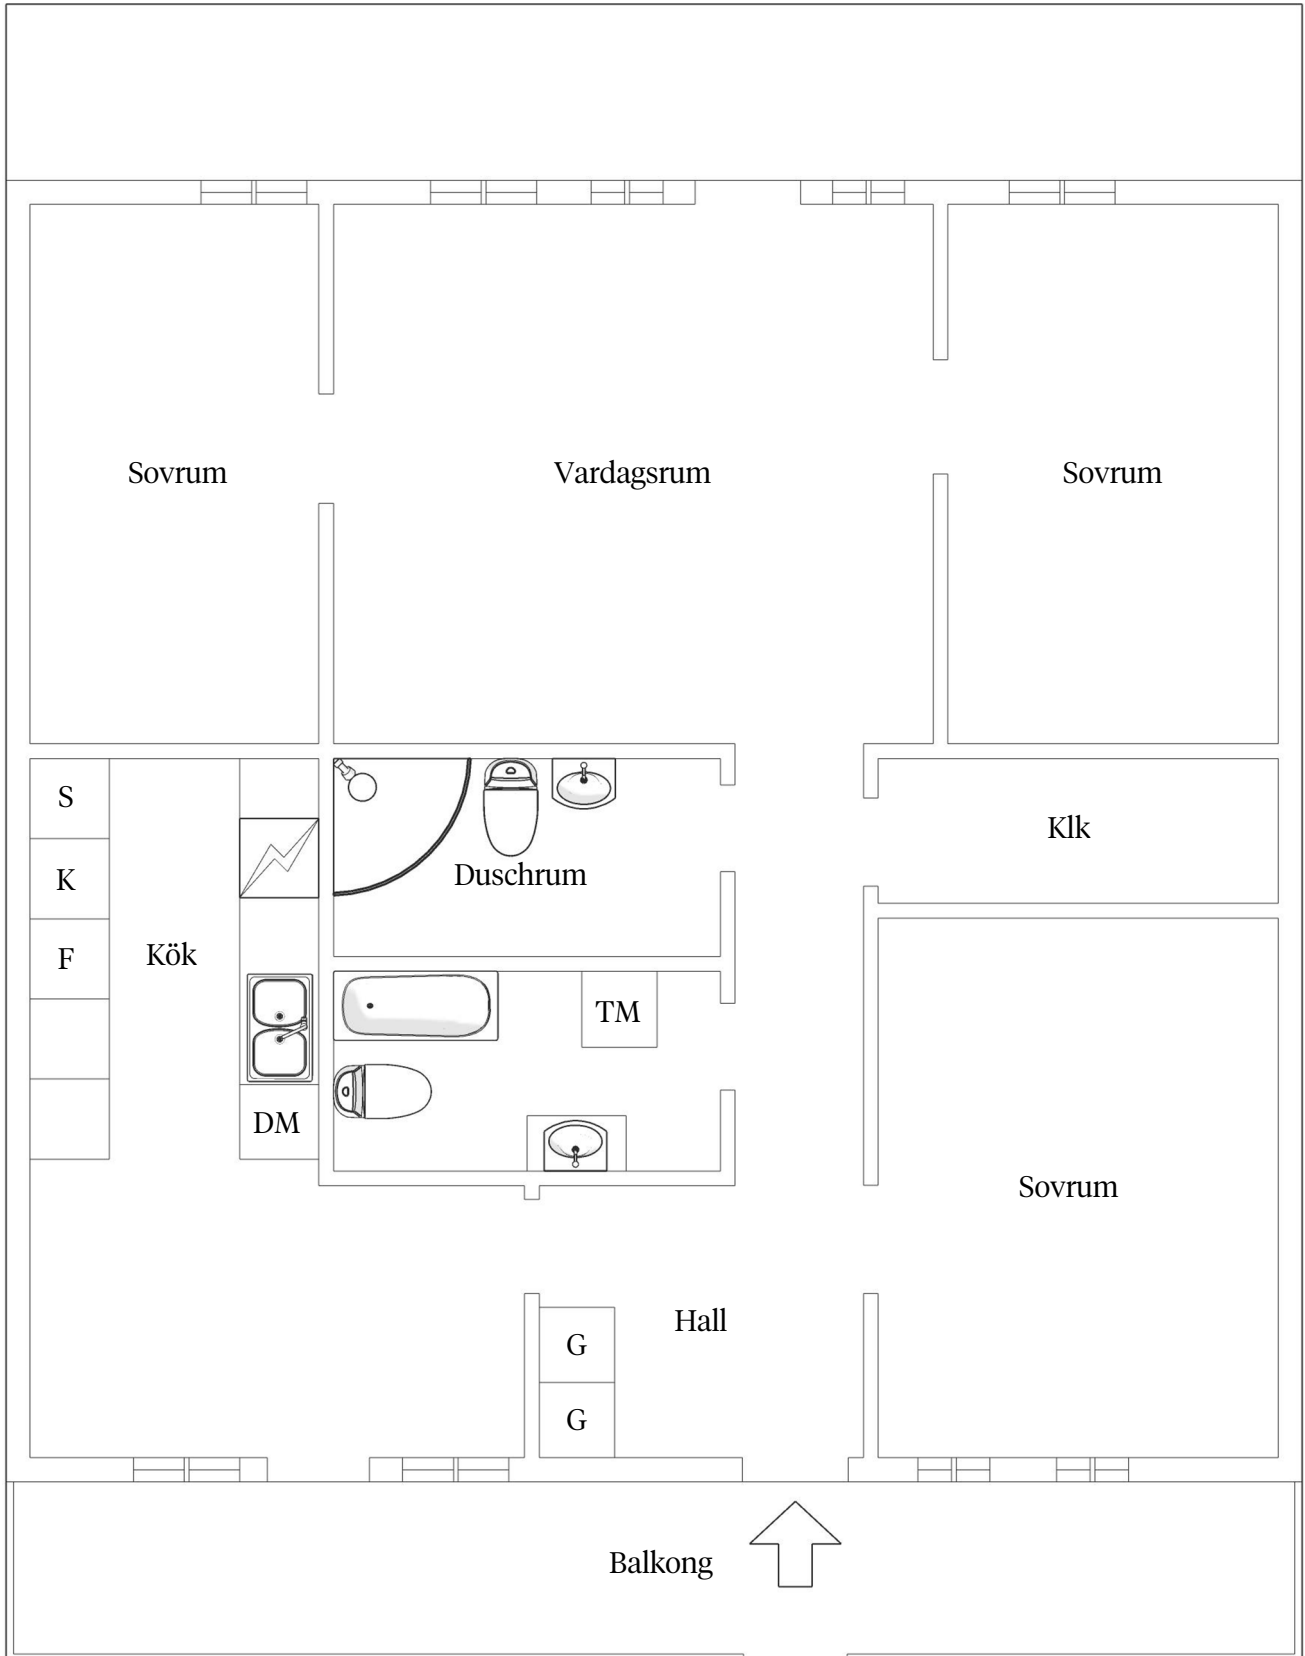 Sovrum
Vardagsrum
Sovrum
S
Klk
K
Duschrum
F
Kök
TM
DM
Sovrum
Hall
G
G
Balkong